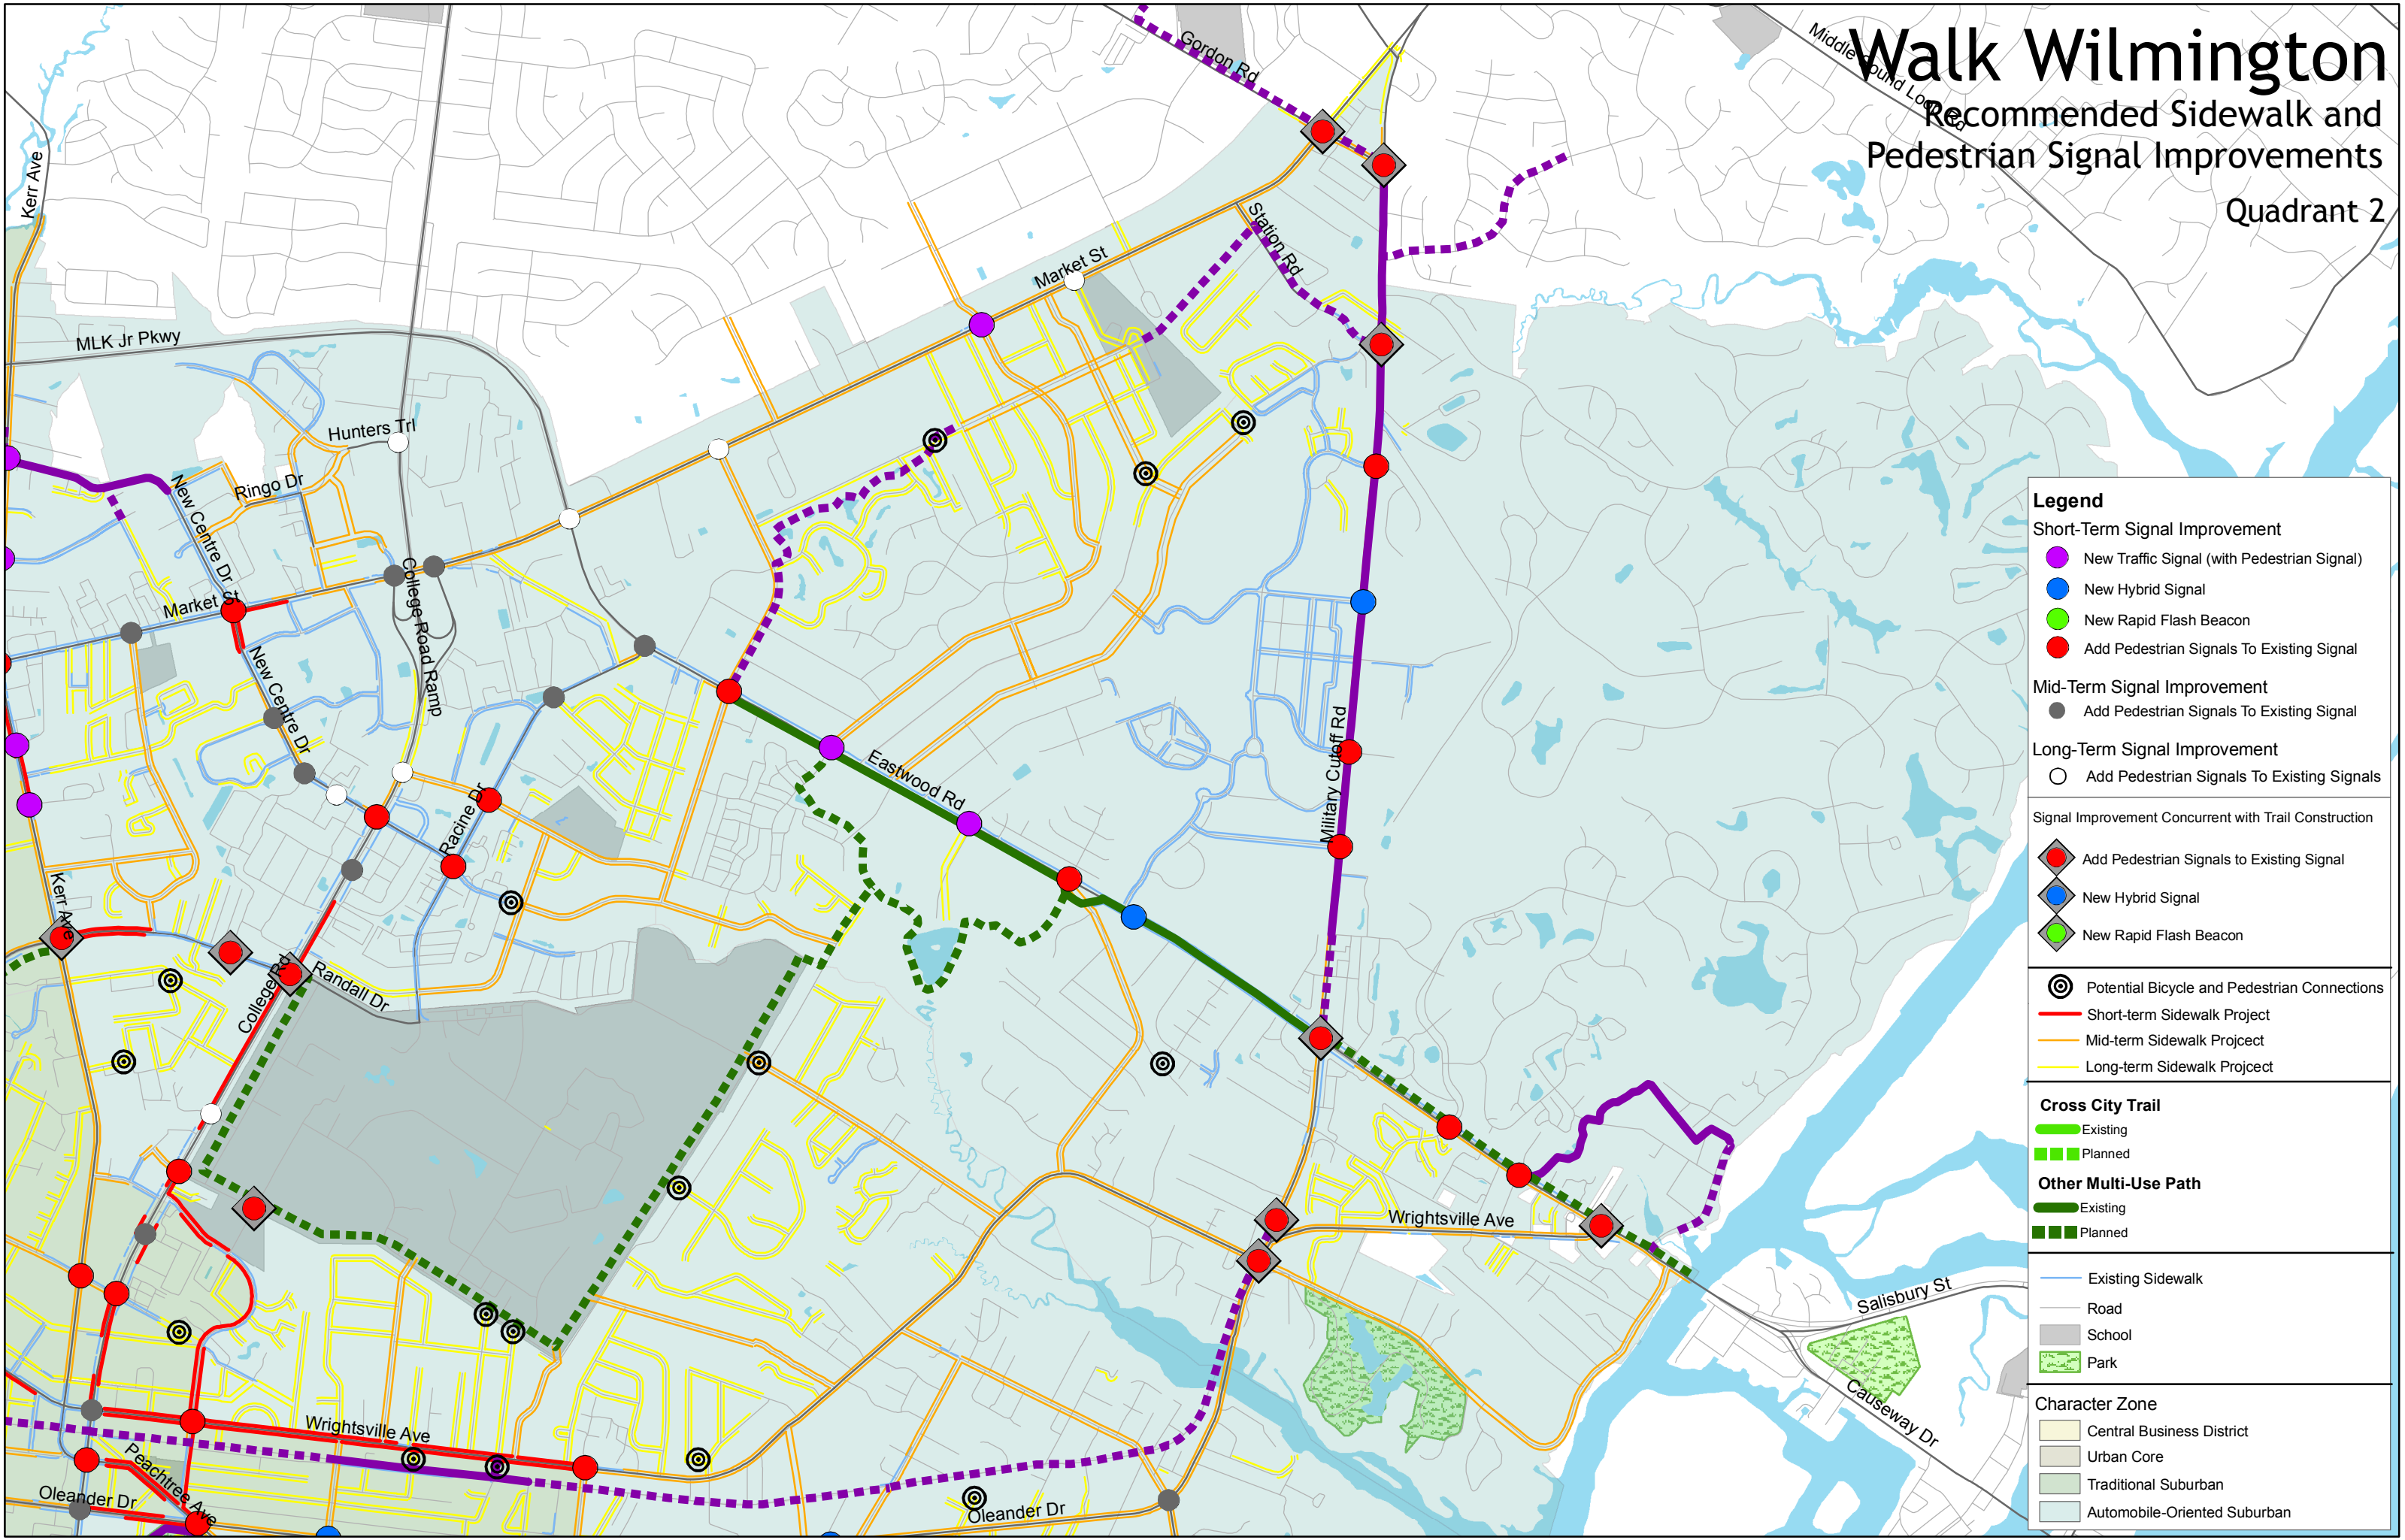 Walk Wilmington
Recommended Sidewalk and
Pedestrian Signal Improvements
Quadrant 2
Gordon Rd
Middle Sound Loop Rd
Kerr Ave
Station Rd
Market St
MLK Jr Pkwy
Hunters Trl
Ringo Dr
New Centre Dr
Market St
College Road Ramp
New Centre Dr
Eastwood Rd
Military Cutoff Rd
Racine Dr
Kerr Ave
College Rd
Randall Dr
Wrightsville Ave
Salisbury St
Causeway Dr
Wrightsville Ave
Peachtree Ave
Oleander Dr
Oleander Dr
Legend
Short-Term Signal Improvement
New Traffic Signal (with Pedestrian Signal)
New Hybrid Signal
New Rapid Flash Beacon
Add Pedestrian Signals To Existing Signal
Mid-Term Signal Improvement
Add Pedestrian Signals To Existing Signal
Long-Term Signal Improvement
Add Pedestrian Signals To Existing Signals
Signal Improvement Concurrent with Trail Construction
Add Pedestrian Signals to Existing Signal
New Hybrid Signal
New Rapid Flash Beacon
Potential Bicycle and Pedestrian Connections
Short-term Sidewalk Project
Mid-term Sidewalk Projcect
Long-term Sidewalk Projcect
Cross City Trail
Existing
Planned
Other Multi-Use Path
Existing
Planned
Existing Sidewalk
Road
School
Park
Character Zone
Central Business District
Urban Core
Traditional Suburban
Automobile-Oriented Suburban